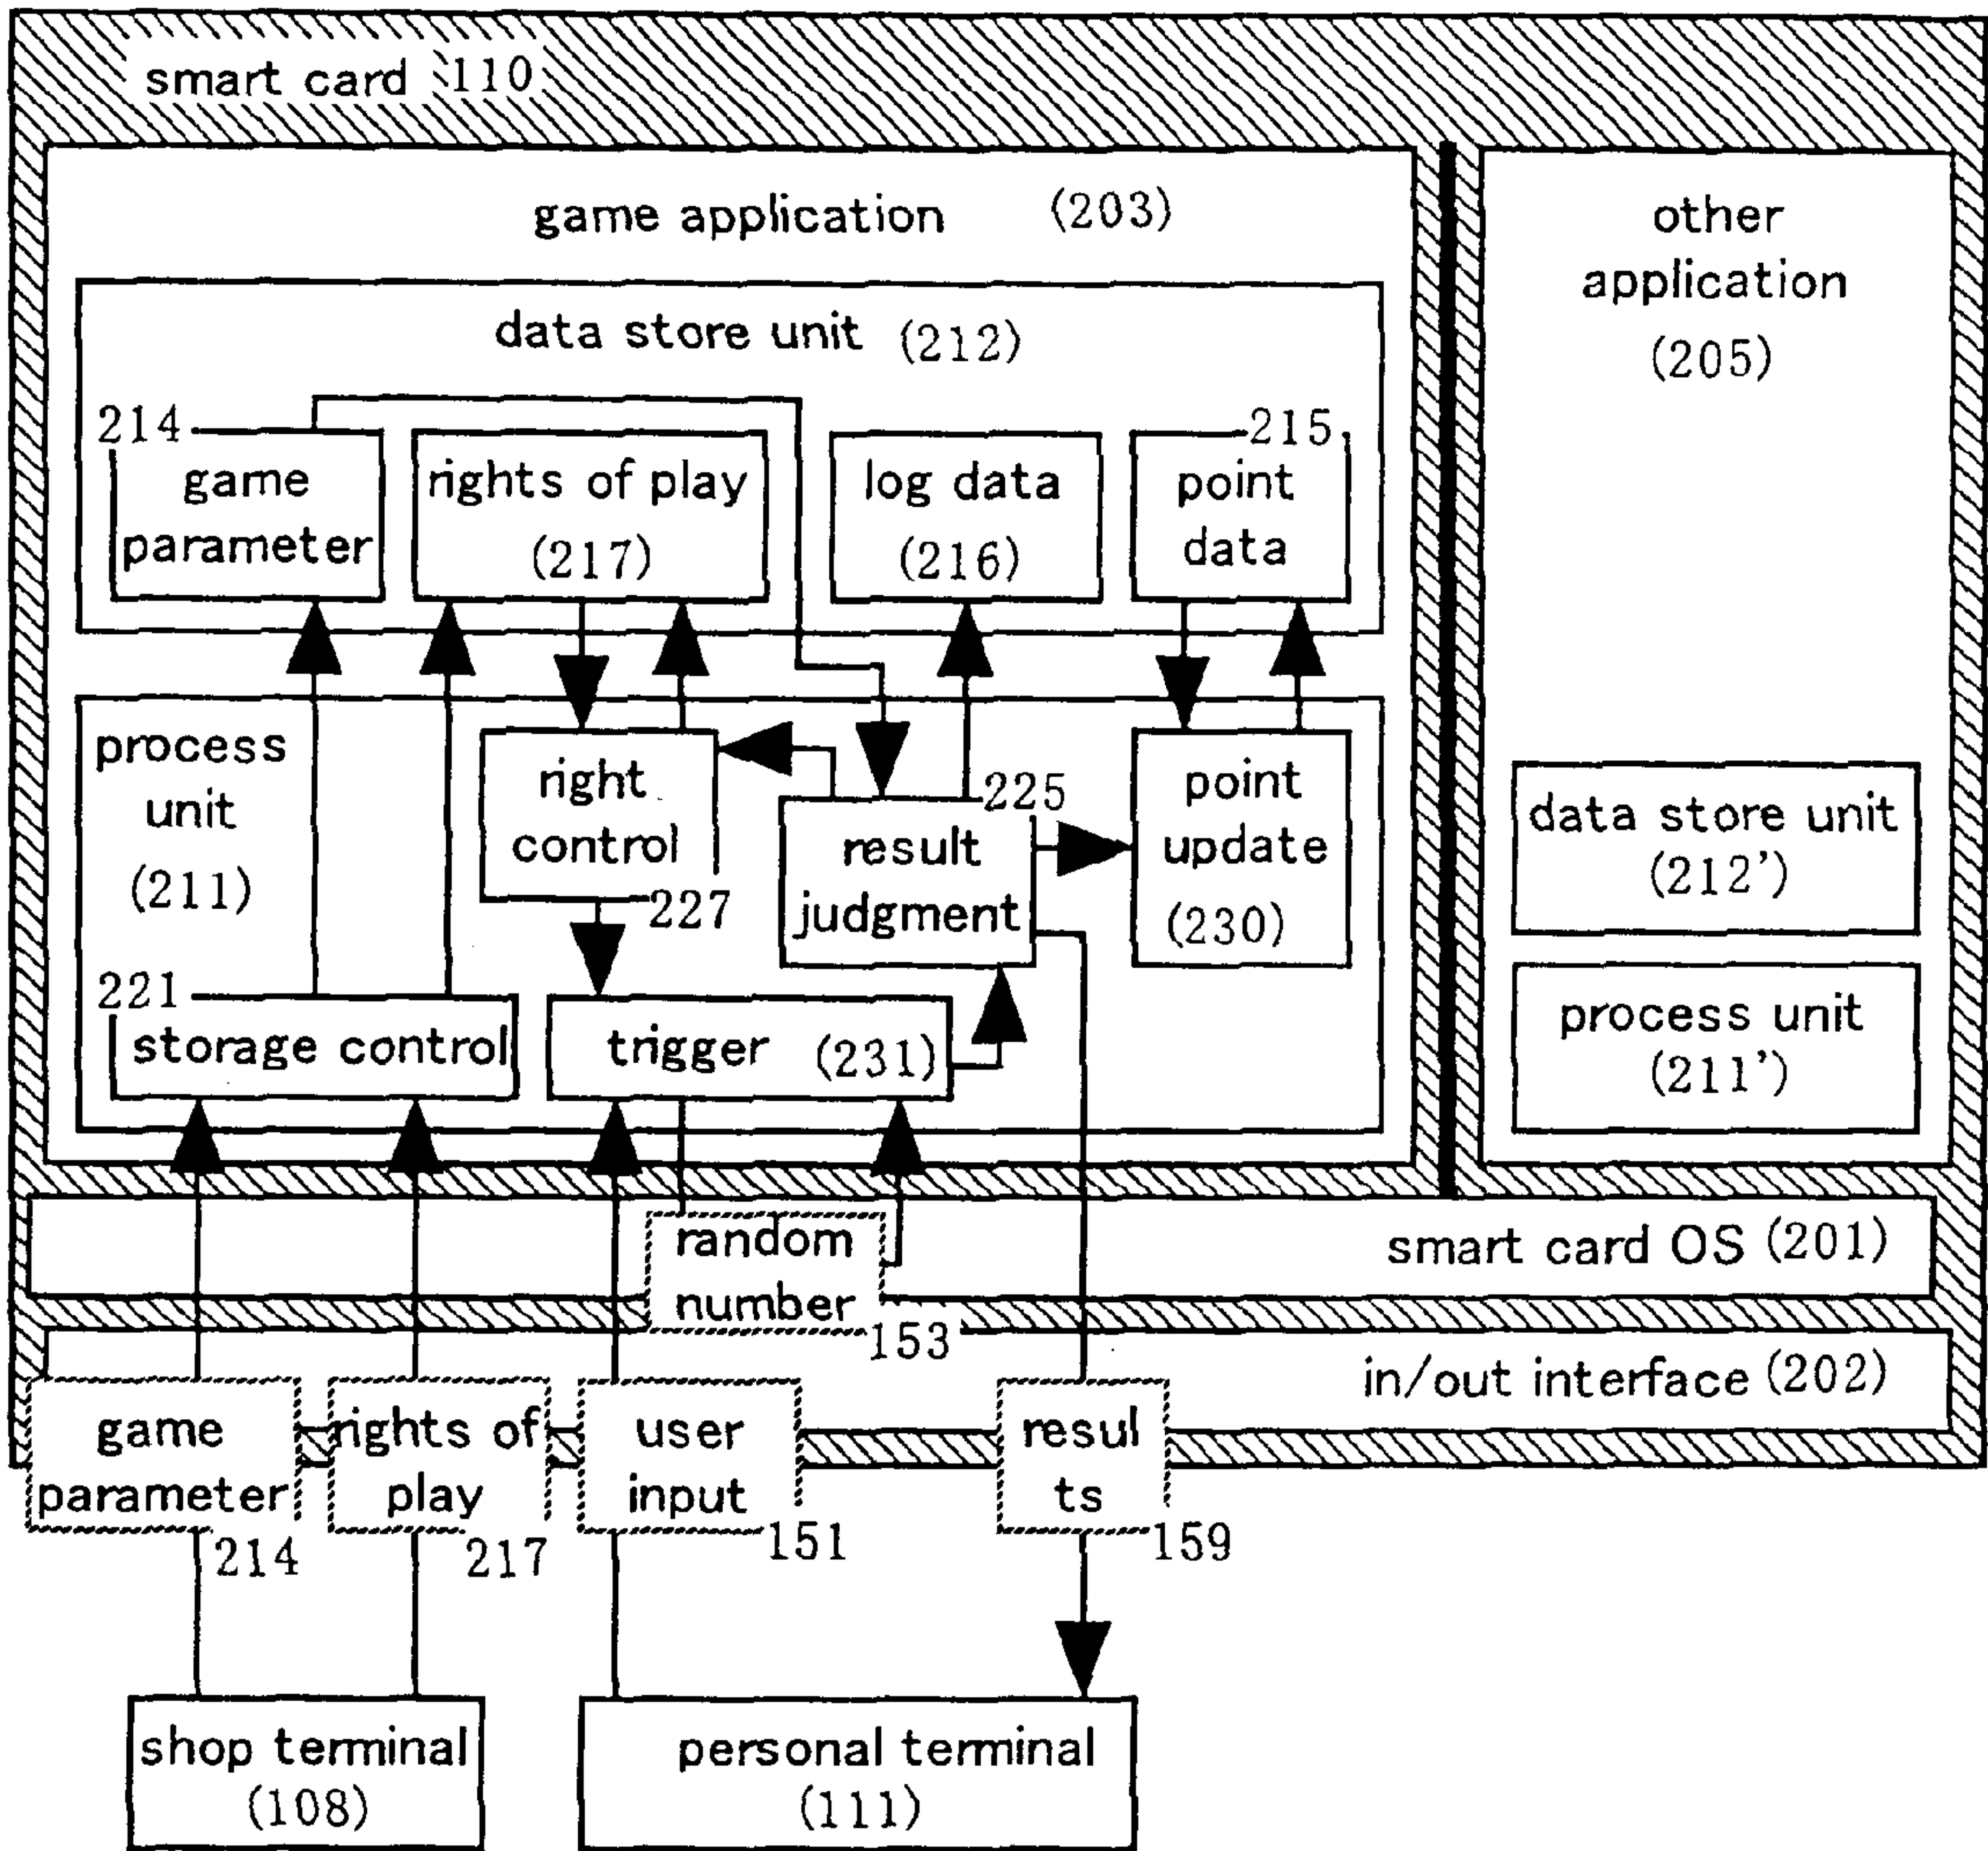 smart card 110
game application (203)
other
application
(205)
data store unit (212)
214
game
parameter
rights of play
(217)
log data
(216)
215
point
data
process
unit
(211)
right
control
227
225
result
judgment
point
update
(230)
data store unit
(212')
process unit
(211')
221
storage control
trigger (231)
random
number
153
smart card OS (201)
in/out interface (202)
game
parameter
214
rights of
play
217
user
input
151
resul
ts
159
shop terminal
(108)
personal terminal
(111)